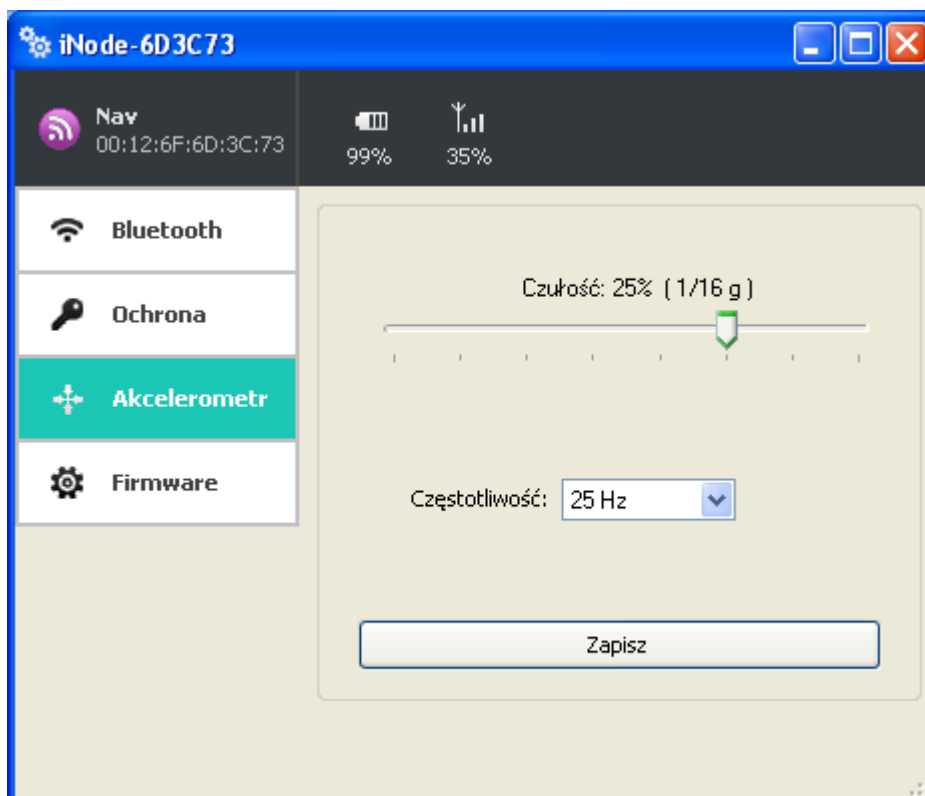 iNode-6D3C73
Nav
00:12:6F:6D:3C:73
99%
35%
Bluetooth
Ochrona
Akcelerometr
Firmware
Czułość: 25% ( 1/16 g )
Częstotliwość: 25 Hz
Zapisz